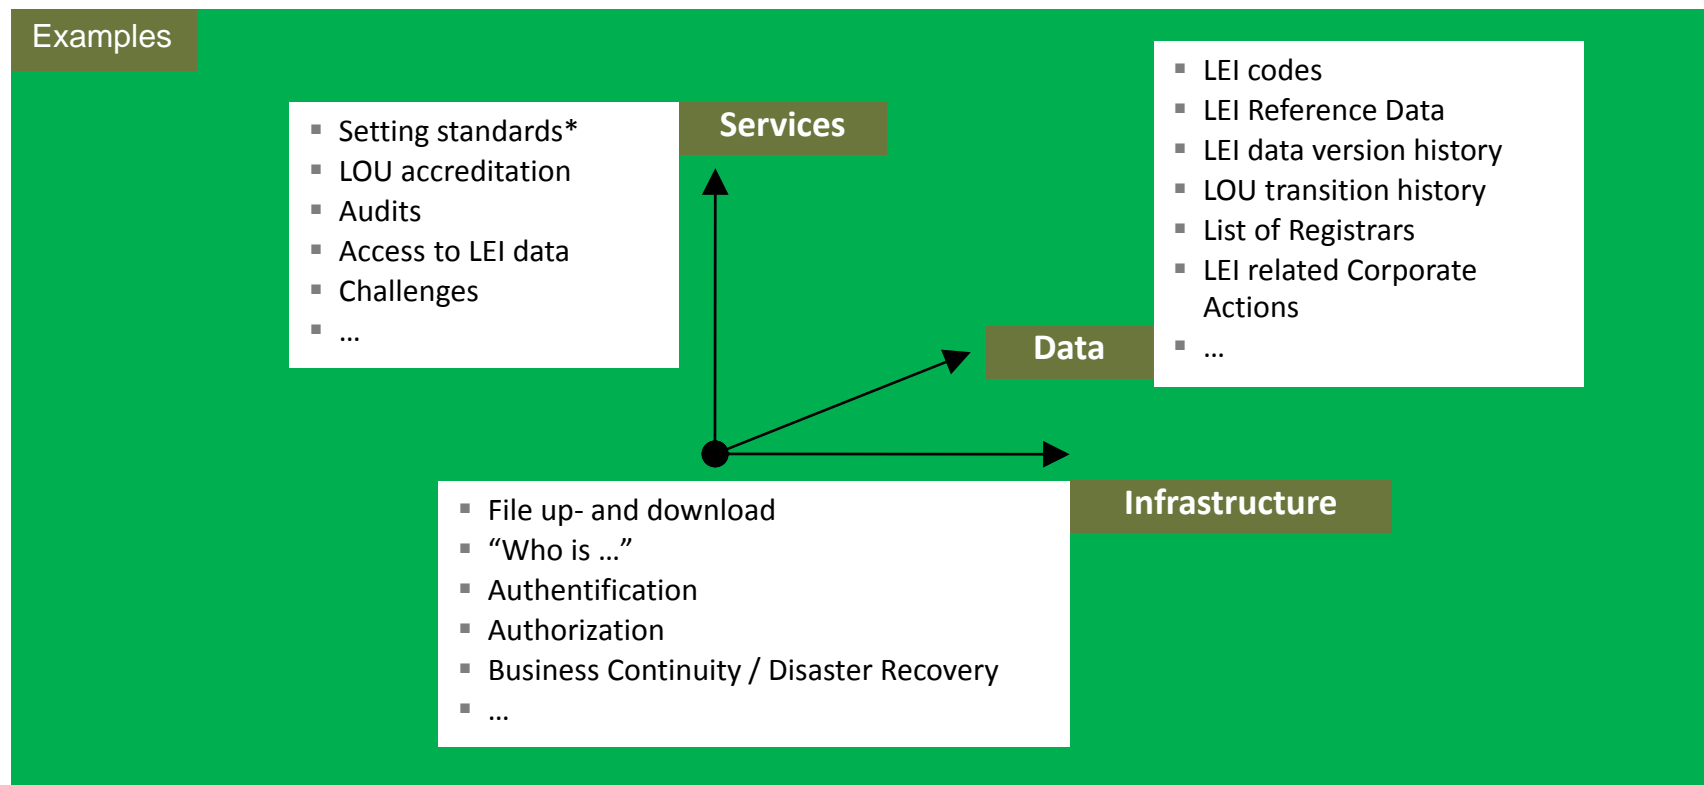 Examples
Services
Setting standards*
LOU accreditation
Audits
Access to LEI data
Challenges
...
Data
LEI codes
LEI Reference Data
LEI data version history
LOU transition history
List of Registrars
LEI related Corporate
Actions
...
Infrastructure
File up- and download
“Who is ...”
Authentification
Authorization
Business Continuity / Disaster Recovery
...